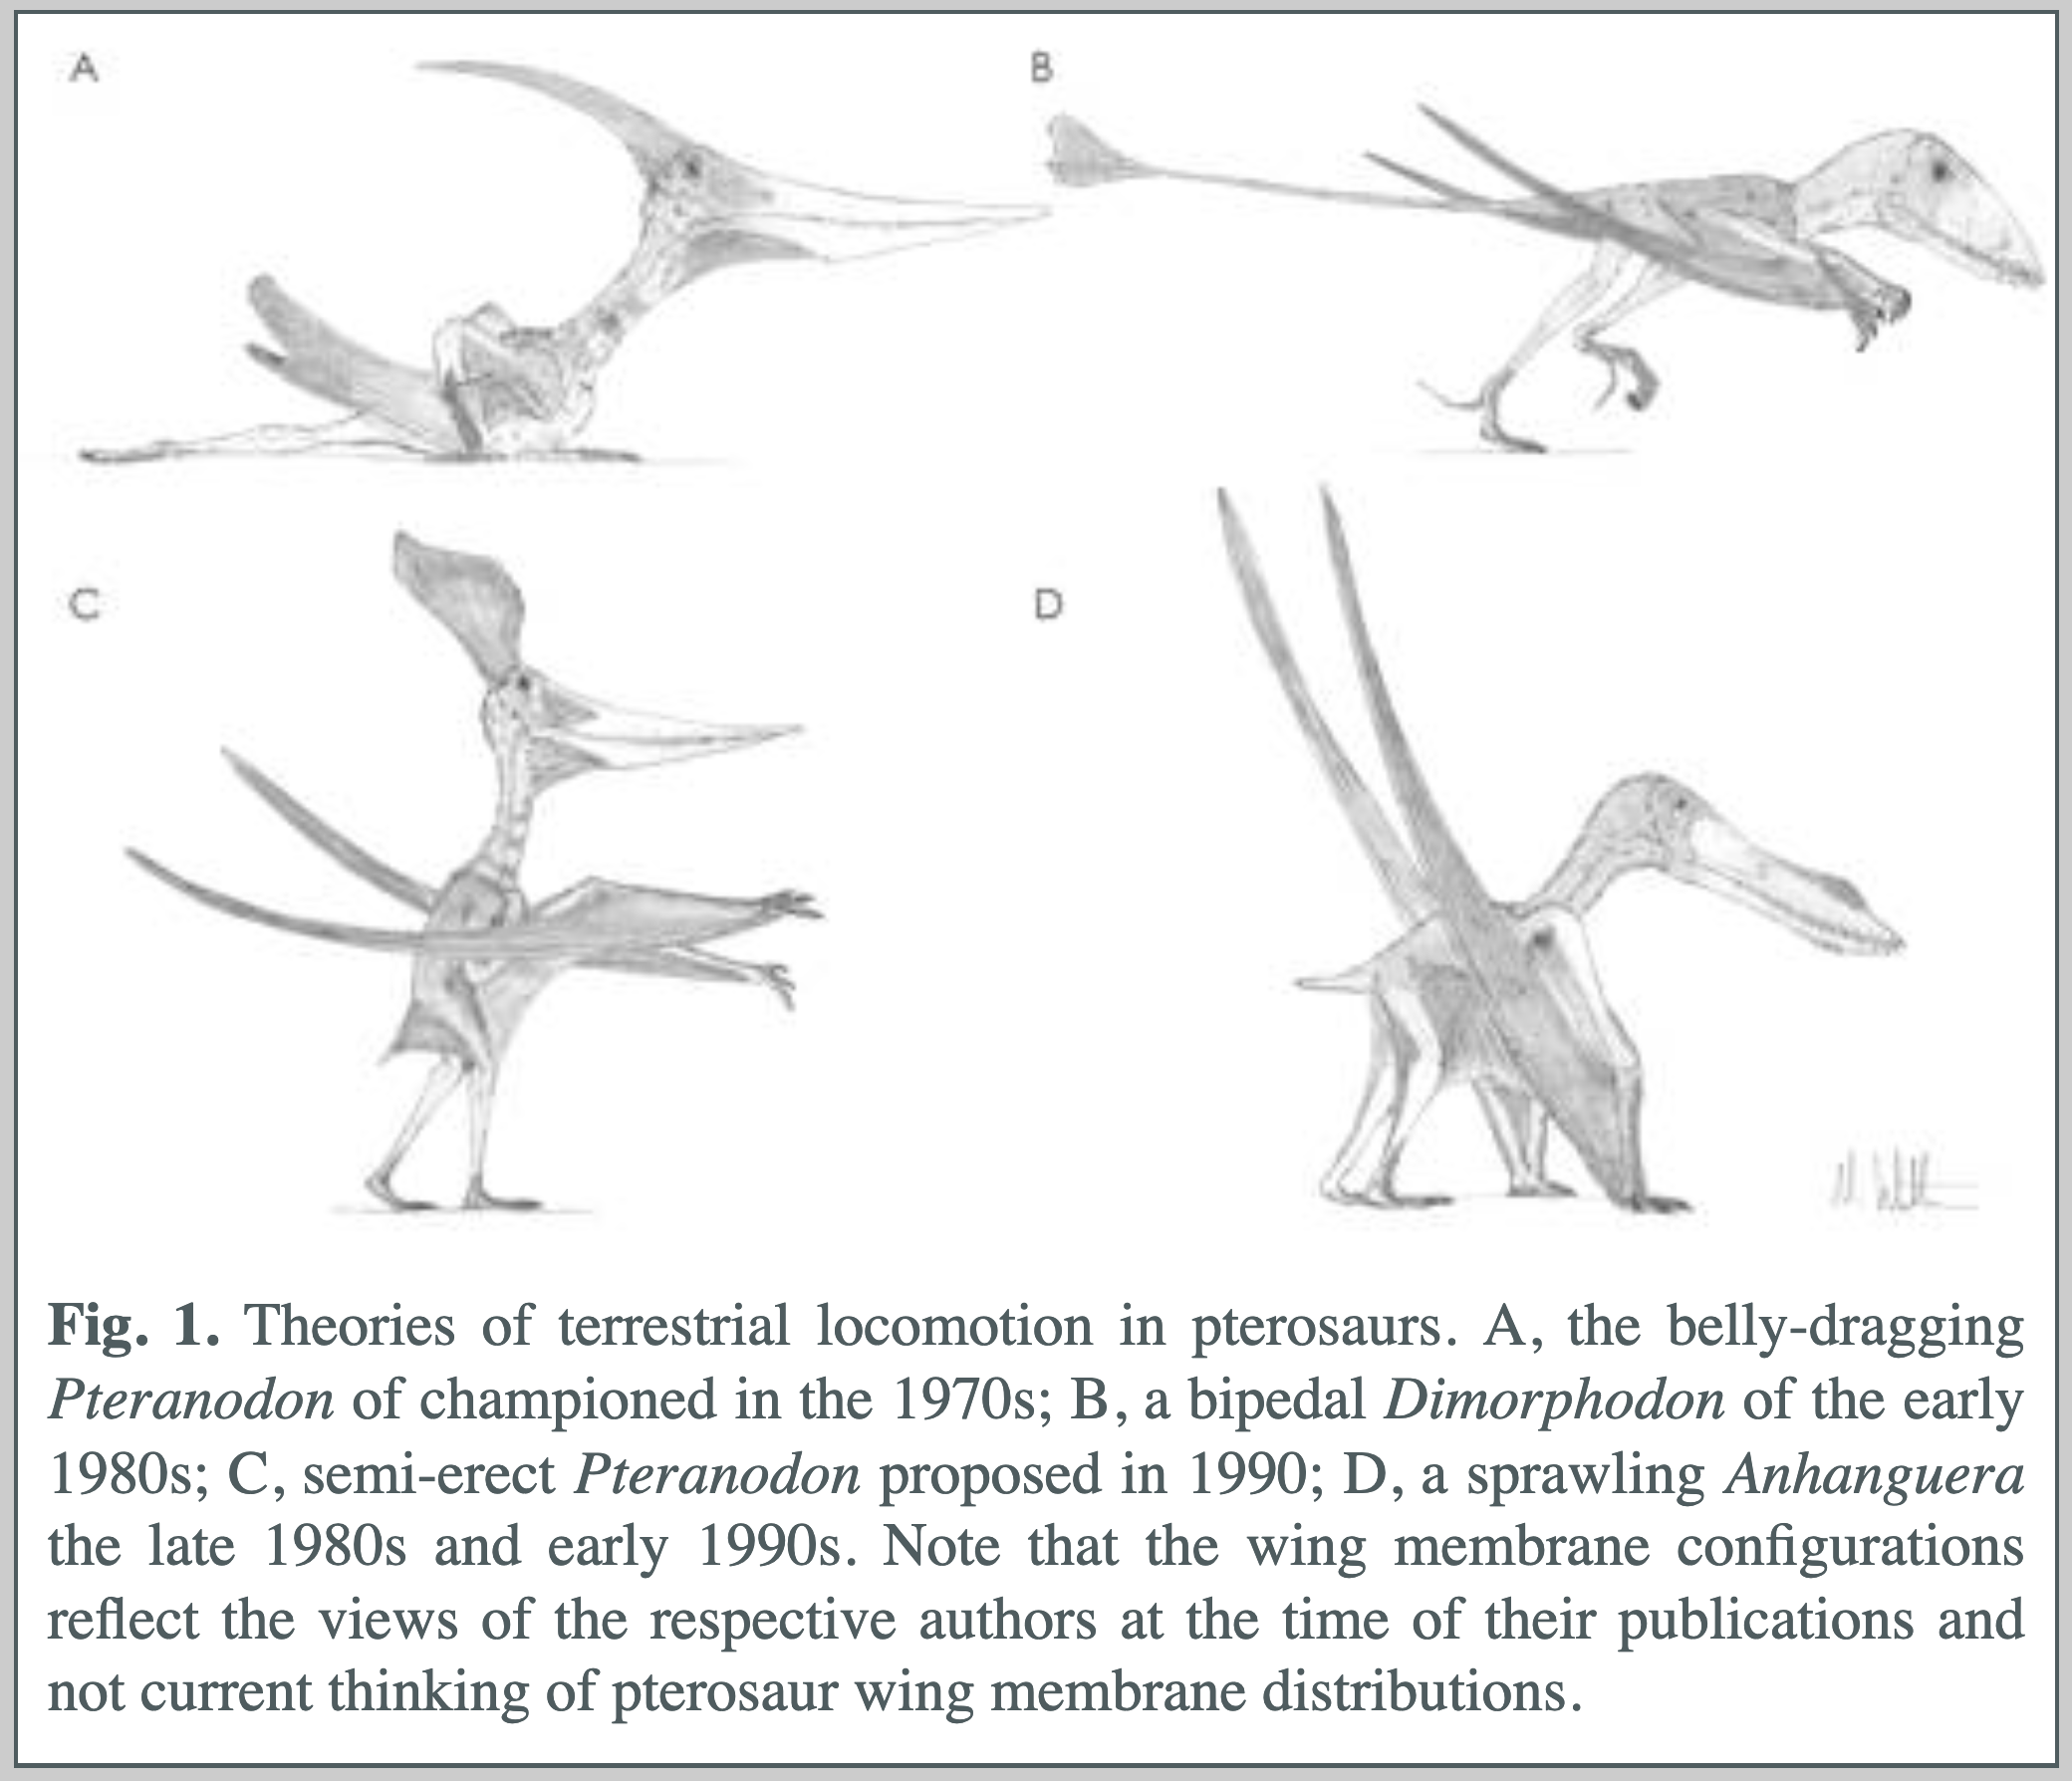 A
B
C
D
Fig. 1. Theories of terrestrial locomotion in pterosaurs. A, the belly-dragging
Pteranodon of championed in the 1970s; B, a bipedal Dimorphodon of the early
1980s; C, semi-erect Pteranodon proposed in 1990; D, a sprawling Anhanguera
the late 1980s and early 1990s. Note that the wing membrane configurations
reflect the views of the respective authors at the time of their publications and
not current thinking of pterosaur wing membrane distributions.